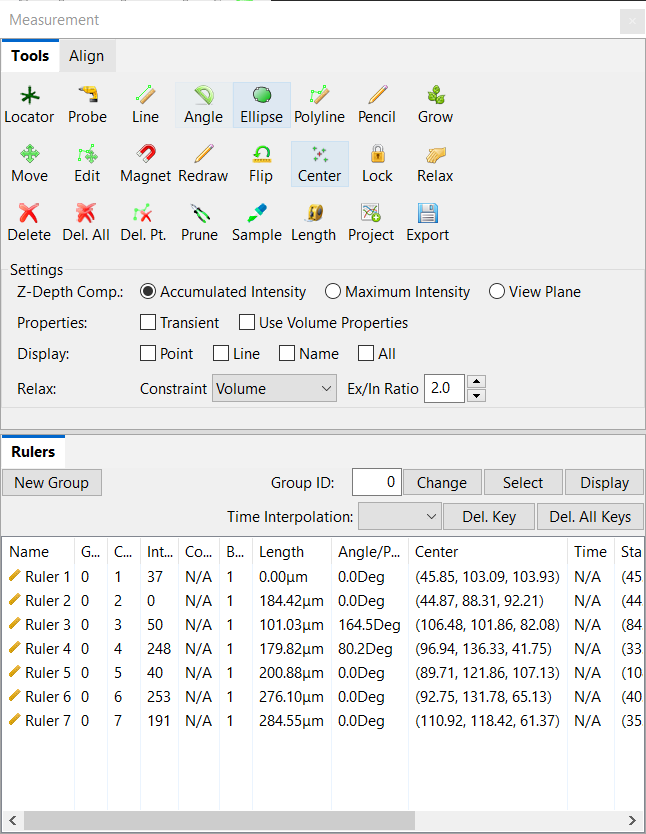 Measurement
Tools Align
Locator Probe Line Angle Ellipse Polyline Pencil Grow
Move Edit Magnet Redraw Flip Center Lock Relax
Delete Del. All Del. Pt. Prune Sample Length Project Export
Settings
Z-Depth Comp.: Accumulated Intensity Maximum Intensity View Plane
Properties: Transient Use Volume Properties
Display: Point Line Name All
Relax: Constraint Volume Ex/In Ratio 2.0
Rulers
New Group Group ID: 0 Change Select Display
Time Interpolation: Del. Key Del. All Keys
Name G... C... Int... Co... B... Length Angle/P... Center Time Sta
Ruler 1 0 1 37 N/A 1 0.00µm 0.0Deg (45.85, 103.09, 103.93) N/A (45
Ruler 2 0 2 0 N/A 1 184.42µm 0.0Deg (44.87, 88.31, 92.21) N/A (44
Ruler 3 0 3 50 N/A 1 101.03µm 164.5Deg (106.48, 101.86, 82.08) N/A (84
Ruler 4 0 4 248 N/A 1 179.82µm 80.2Deg (96.94, 136.33, 41.75) N/A (33
Ruler 5 0 5 40 N/A 1 200.88µm 0.0Deg (89.71, 121.86, 107.13) N/A (10
Ruler 6 0 6 253 N/A 1 276.10µm 0.0Deg (92.75, 131.78, 65.13) N/A (40
Ruler 7 0 7 191 N/A 1 284.55µm 0.0Deg (110.92, 118.42, 61.37) N/A (35